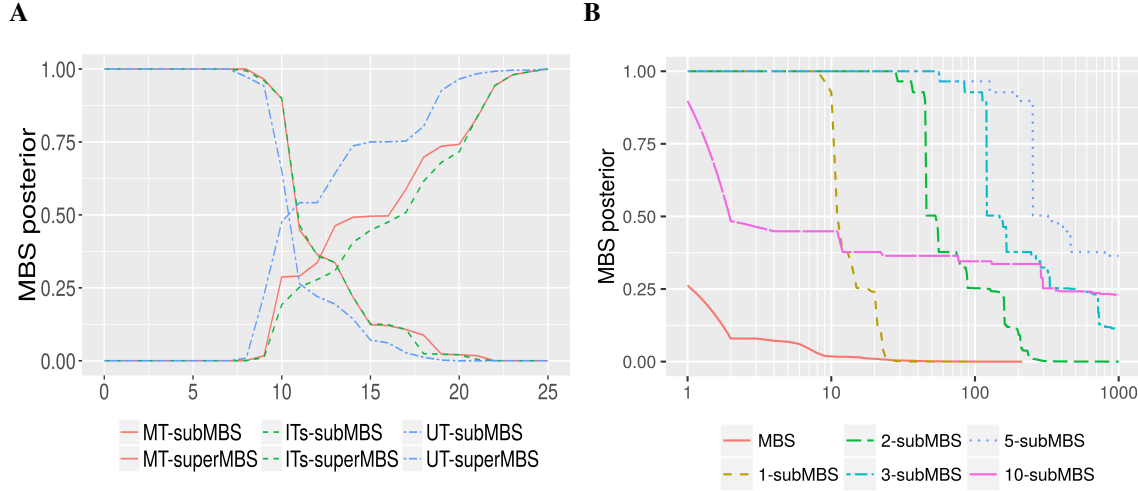 A
B
1.00
0.75
0.50
0.25
0.00
MBS posterior
0
5
10
15
20
25
MT-subMBS
ITs-subMBS
UT-subMBS
MT-superMBS
ITs-superMBS
UT-superMBS
1.00
0.75
0.50
0.25
0.00
MBS posterior
1
10
100
1000
MBS
2-subMBS
5-subMBS
1-subMBS
3-subMBS
10-subMBS